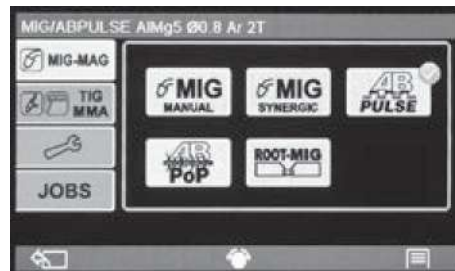 MIG/ABPULSE AlMg5 Ø0.8 Ar 2T
MIG-MAG
TIG
MMA
JOBS
MIG
MANUAL
MIG
SYNERGIC
AB
PULSE
AB
PoP
ROOT-MIG